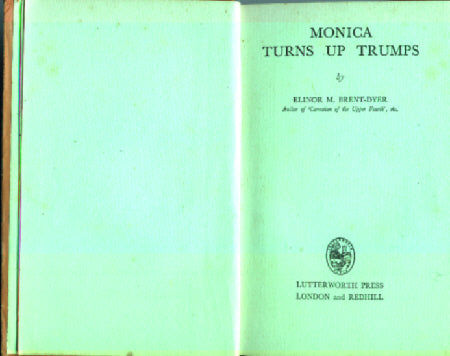 MONICA
TURNS UP TRUMPS
by
ELINOR M. BRENT-DYER
Author of 'Carnation of the Upper Fourth', etc.
LUTTERWORTH PRESS
LONDON and REDHILL